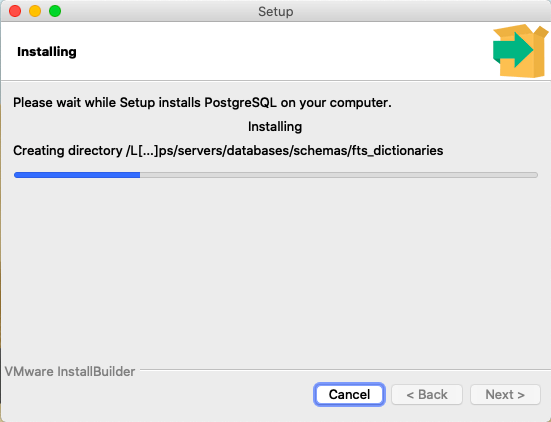 Setup
Installing
Please wait while Setup installs PostgreSQL on your computer.
Installing
Creating directory /L[...]ps/servers/databases/schemas/fts_dictionaries
VMware InstallBuilder
Cancel
< Back
Next >